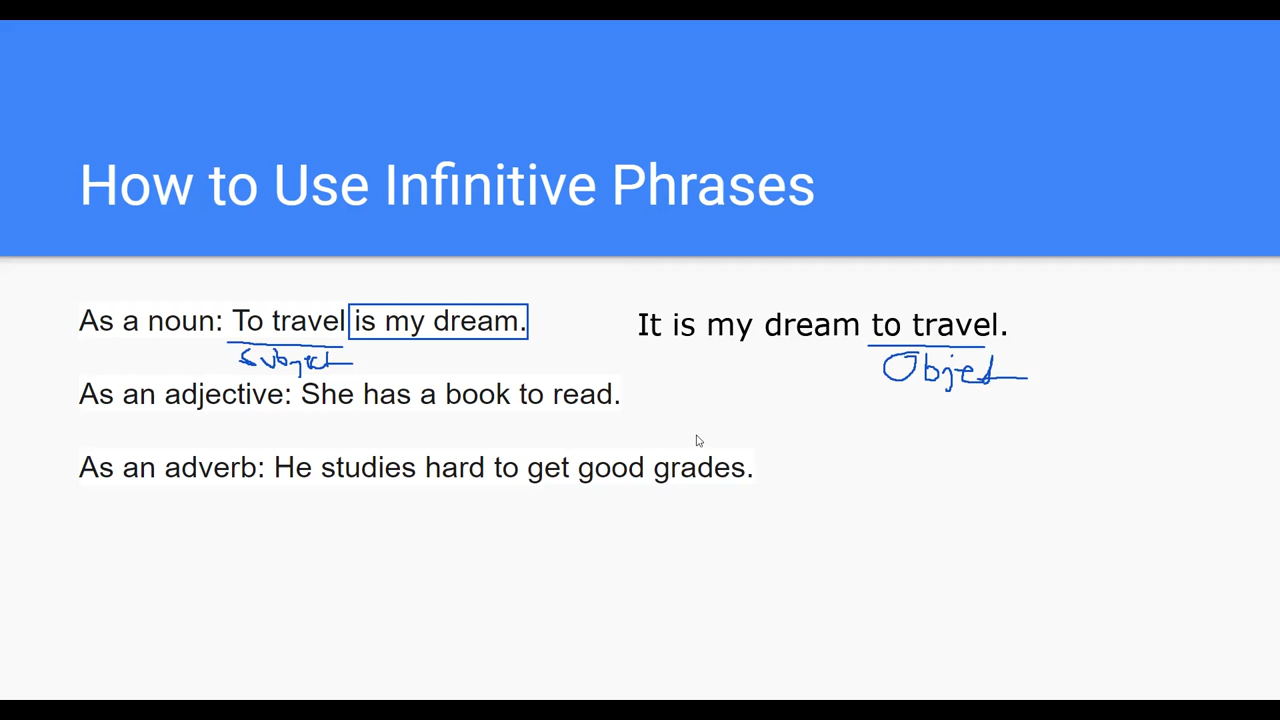 How to Use Infinitive Phrases
As a noun: To travel is my dream.
It is my dream to travel.
Subject
Object
As an adjective: She has a book to read.
As an adverb: He studies hard to get good grades.